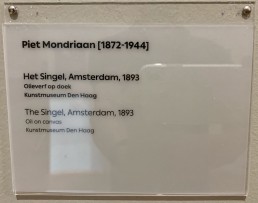 Piet Mondriaan [1872-1944]
Het Singel, Amsterdam, 1893
Olieverf op doek
Kunstmuseum Den Haag
The Singel, Amsterdam, 1893
Oil on canvas
Kunstmuseum Den Haag